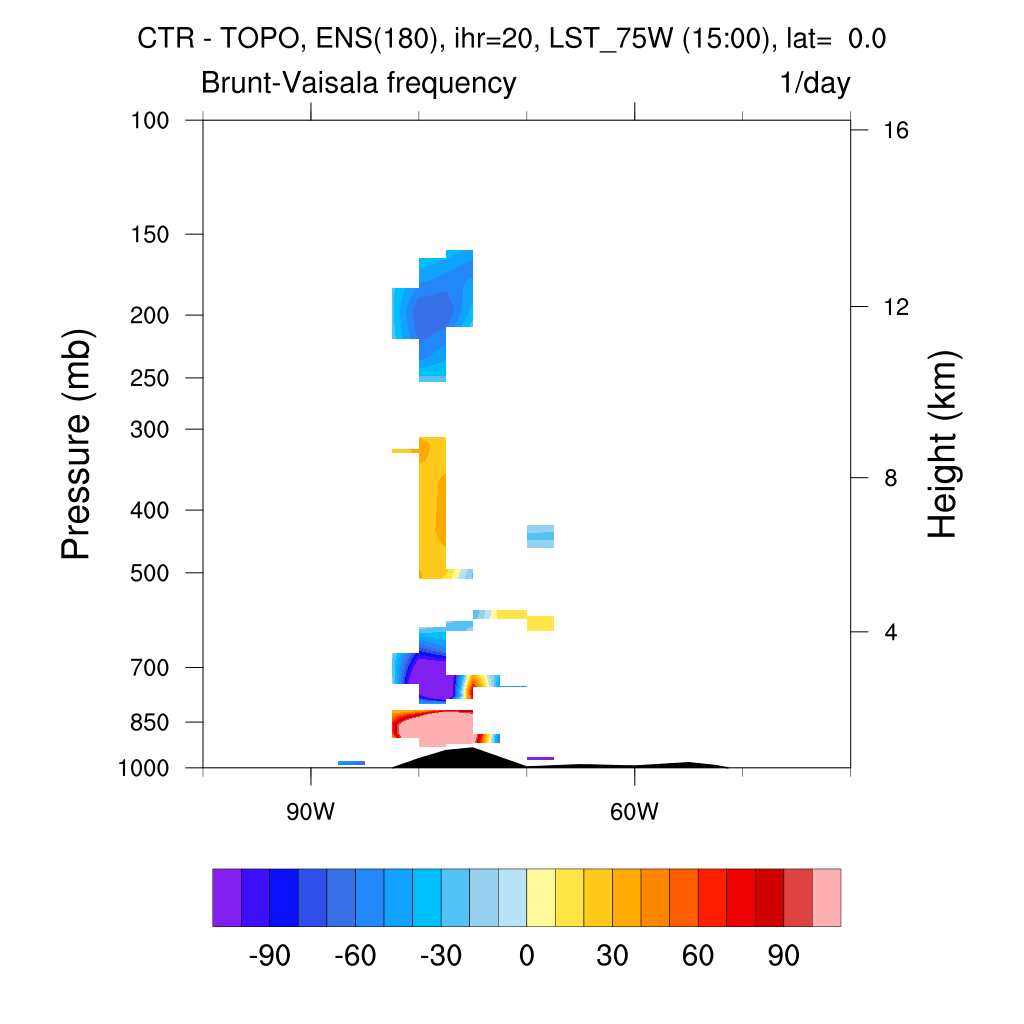 CTR - TOPO, ENS(180), ihr=20, LST_75W (15:00), lat=  0.0
Brunt-Vaisala frequency 1/day
100
150
200
250
300
400
500
700
850
1000
Pressure (mb)
16
12
8
4
Height (km)
90W 60W
-90 -60 -30 0 30 60 90